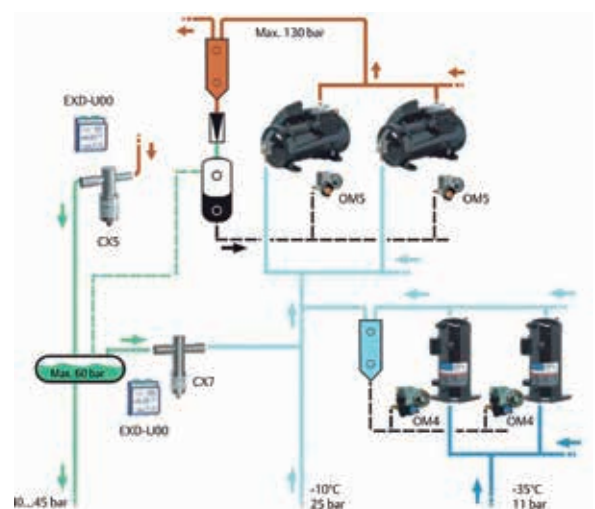 Max. 130 bar
EXD-U00
OM5
OM5
CX5
Max. 60 bar
CX7
EXD-U00
OM4
OM4
-10°C
25 bar
-35°C
11 bar
45 bar